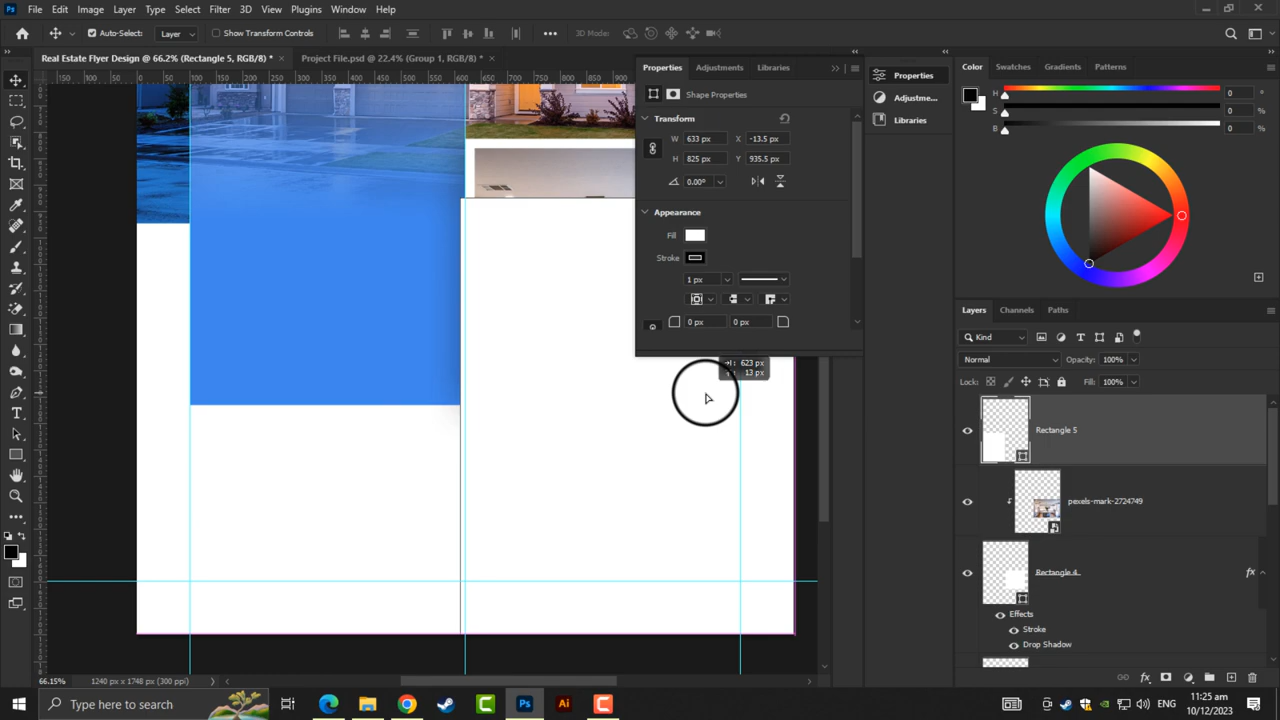 File Edit Image Layer Type Select Filter 3D View Plugins Window Help
Auto-Select: Layer Show Transform Controls 3D Mode:
Real Estate Flyer Design @ 66.2% (Rectangle 5, RGB/8) * Project File.psd @ 22.4% (Group 1, RGB/8) *
Properties Adjustments Libraries
Shape Properties
Transform
W 633 px X -13.5 px
H 825 px Y 935.5 px
0.00°
Appearance
Fill
Stroke
1 px
0 px 0 px
623 px
13 px
Properties
Adjustme...
Libraries
Color Swatches Gradients Patterns
H 0 °
S 0 %
B 0 %
Layers Channels Paths
Kind
Normal Opacity: 100%
Lock: Fill: 100%
Rectangle 5
pexels-mark-2724749
Rectangle 4
fx
Effects
Stroke
Drop Shadow
66.15% 1240 px x 1748 px (300 ppi)
Type here to search
11:25 am
10/12/2023